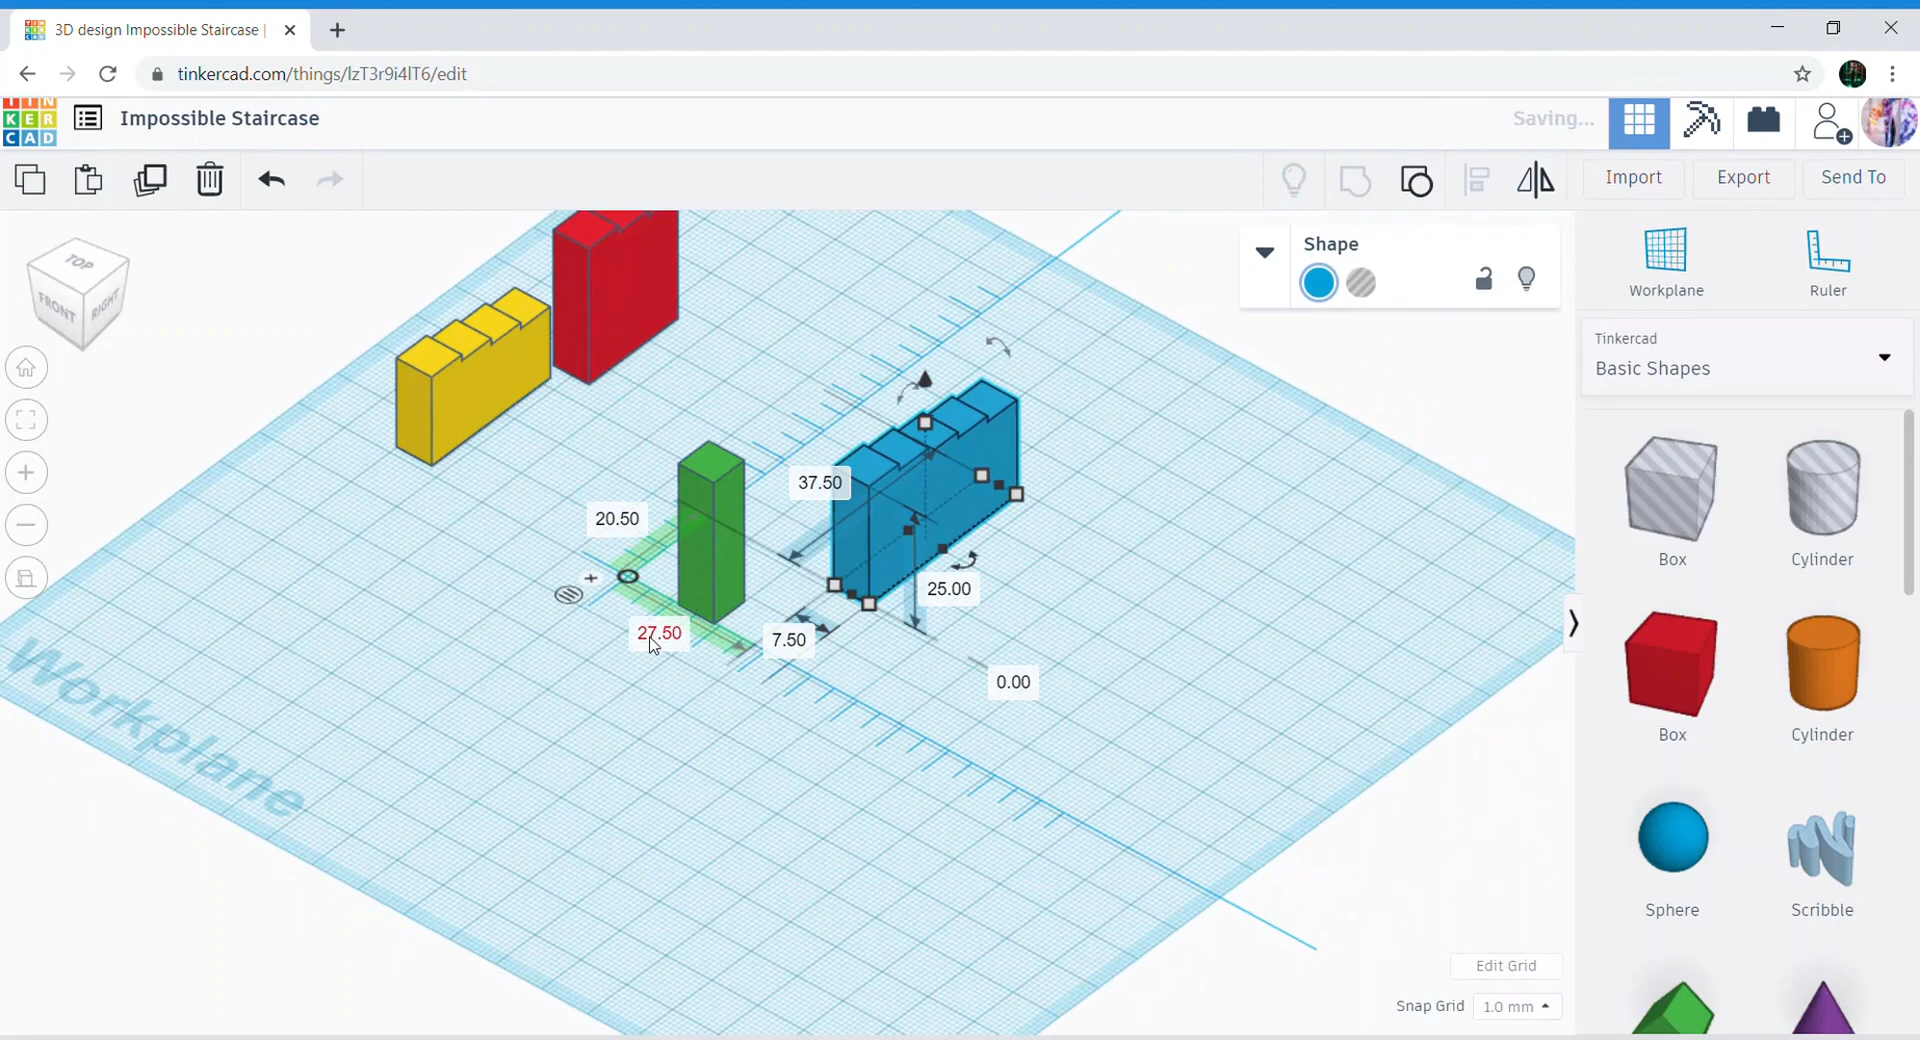 3D design Impossible Staircase |
tinkercad.com/things/lzT3r9i4lT6/edit
TIN
KER
CAD
Impossible Staircase
Saving...
Import
Export
Send To
TOP
FRONT
RIGHT
Shape
Workplane
Ruler
Tinkercad
Basic Shapes
37.50
20.50
25.00
27.50
7.50
0.00
Workplane
Box
Cylinder
Box
Cylinder
Sphere
Scribble
Edit Grid
Snap Grid
1.0 mm